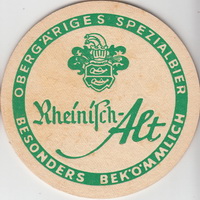 OBERGÄRIGES SPEZIALBIER
Rheinisch-
Alt
BESONDERS BEKÖMMLICH